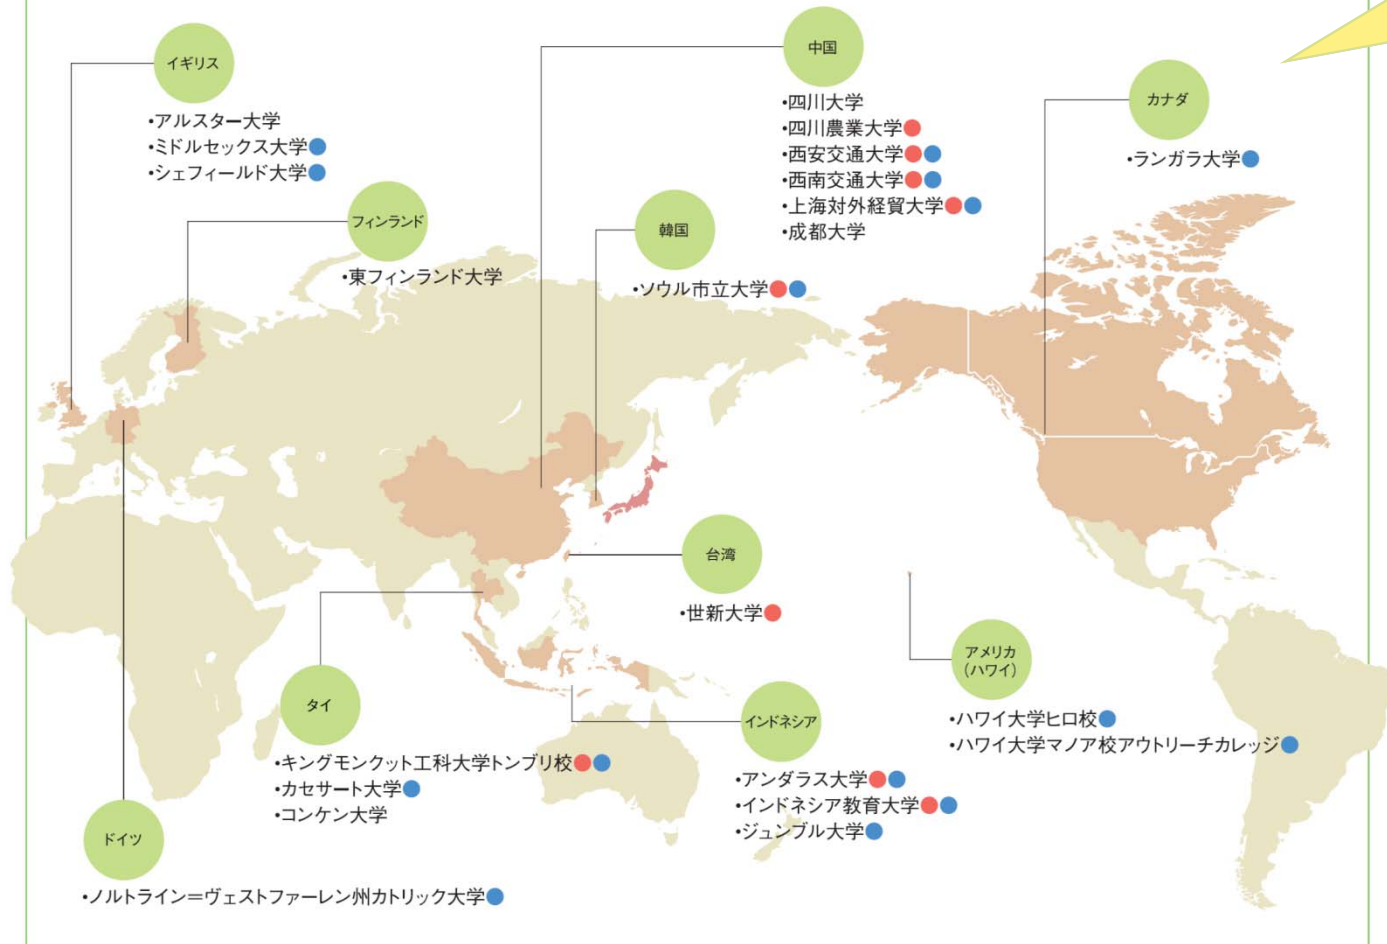 イギリス
・アルスター大学
・ミドルセックス大学
・シェフィールド大学
フィンランド
・東フィンランド大学
中国
・四川大学
・四川農業大学
・西安交通大学
・西南交通大学
・上海対外経貿大学
・成都大学
韓国
・ソウル市立大学
カナダ
・ランガラ大学
台湾
・世新大学
アメリカ
(ハワイ)
・ハワイ大学ヒロ校
・ハワイ大学マノア校アウトリーチカレッジ
タイ
・キングモンクット工科大学トンブリ校
・カセサート大学
・コンケン大学
インドネシア
・アンダラス大学
・インドネシア教育大学
・ジュンブル大学
ドイツ
・ノルトライン=ヴェストファーレン州カトリック大学